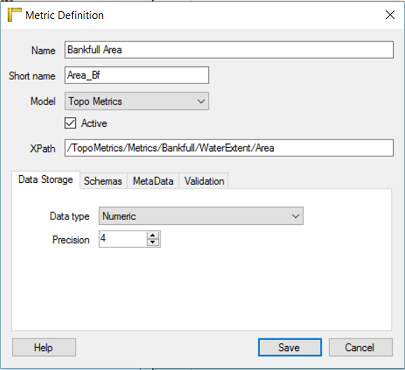 Metric Definition
Name Bankfull Area
Short name Area_Bf
Model Topo Metrics
Active
XPath /TopoMetrics/Metrics/Bankfull/WaterExtent/Area
Data Storage Schemas MetaData Validation
Data type Numeric
Precision 4
Help Save Cancel